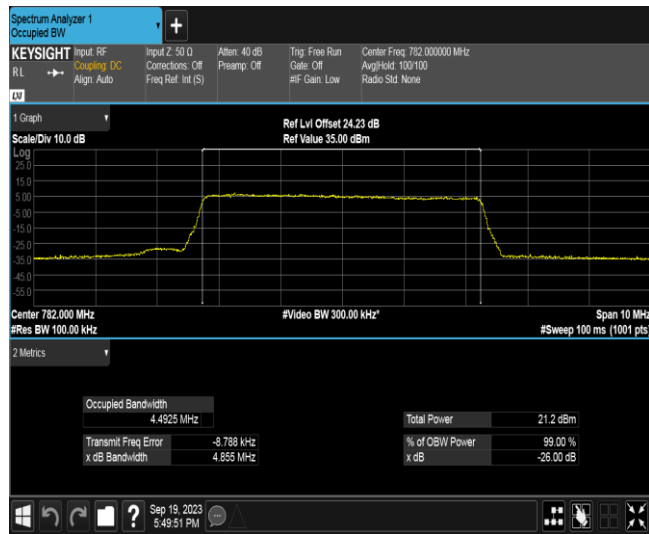 Spectrum Analyzer 1
Occupied BW
+
KEYSIGHT
RL
LXI
Input: RF
Coupling: DC
Align: Auto
Input Z: 50 Ω
Corrections: Off
Freq Ref: Int (S)
Atten: 40 dB
Preamp: Off
Trig: Free Run
Gate: Off
#IF Gain: Low
Center Freq: 782.000000 MHz
Avg|Hold: 100/100
Radio Std: None
1 Graph
Scale/Div 10.0 dB
Ref Lvl Offset 24.23 dB
Ref Value 35.00 dBm
Log
25.0
15.0
5.00
-5.00
-15.0
-25.0
-35.0
-45.0
-55.0
Center 782.000 MHz
#Video BW 300.00 kHz*
Span 10 MHz
#Res BW 100.00 kHz
#Sweep 100 ms (1001 pts)
2 Metrics
Occupied Bandwidth
4.4925 MHz
Total Power 21.2 dBm
Transmit Freq Error -8.788 kHz
% of OBW Power 99.00 %
x dB Bandwidth 4.855 MHz
x dB -26.00 dB
?
Sep 19, 2023
5:49:51 PM